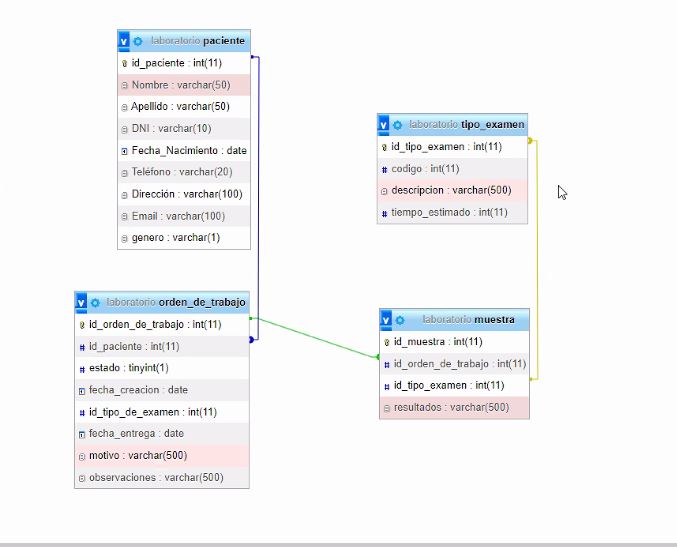 laboratorio paciente
id_paciente : int(11)
Nombre : varchar(50)
Apellido : varchar(50)
DNI : varchar(10)
Fecha_Nacimiento : date
Teléfono : varchar(20)
Dirección : varchar(100)
Email : varchar(100)
genero : varchar(1)
laboratorio tipo_examen
id_tipo_examen : int(11)
codigo : int(11)
descripcion : varchar(500)
tiempo_estimado : int(11)
laboratorio orden_de_trabajo
id_orden_de_trabajo : int(11)
id_paciente : int(11)
estado : tinyint(1)
fecha_creacion : date
id_tipo_de_examen : int(11)
fecha_entrega : date
motivo : varchar(500)
observaciones : varchar(500)
laboratorio muestra
id_muestra : int(11)
id_orden_de_trabajo : int(11)
id_tipo_examen : int(11)
resultados : varchar(500)